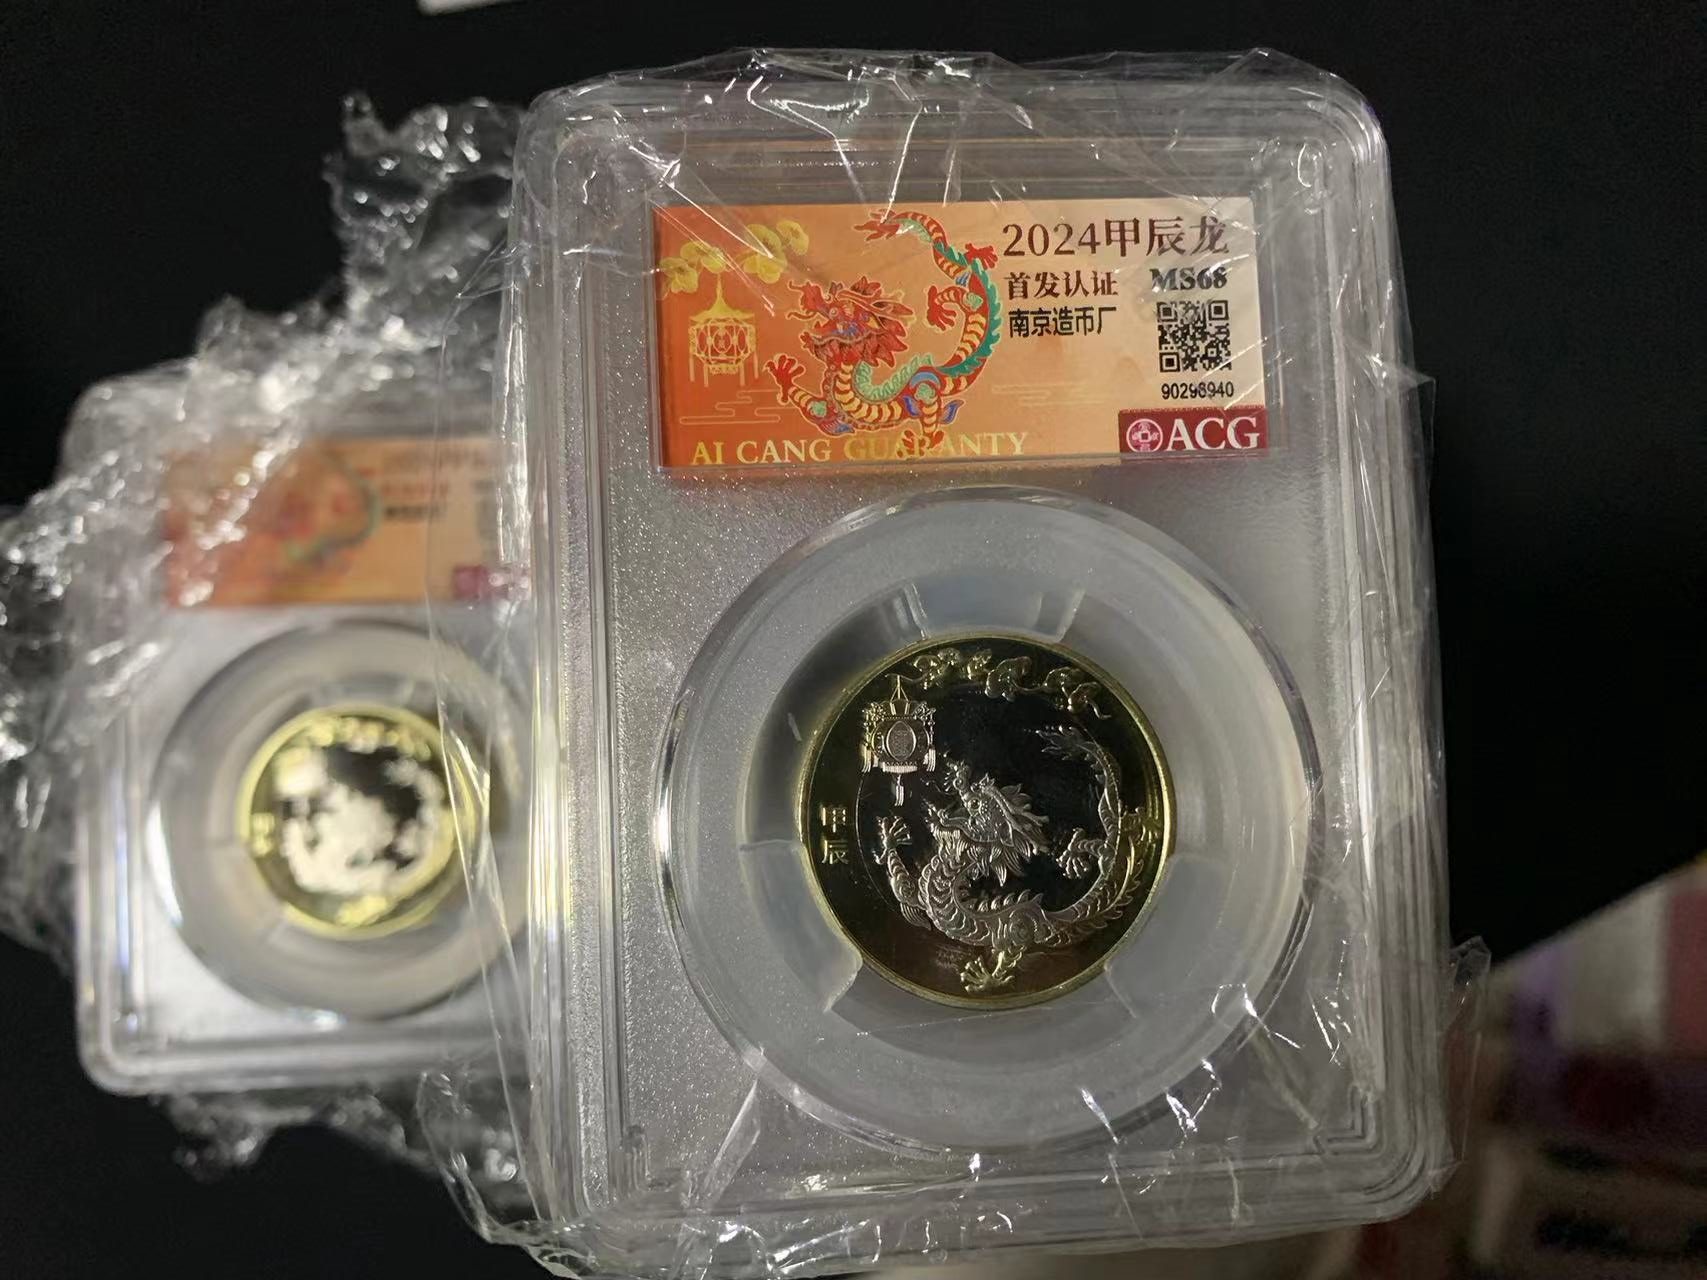 2024甲辰龙
首发认证 MS68
南京造币厂
90296940
AI CANG GUARANTY
ACG
甲辰